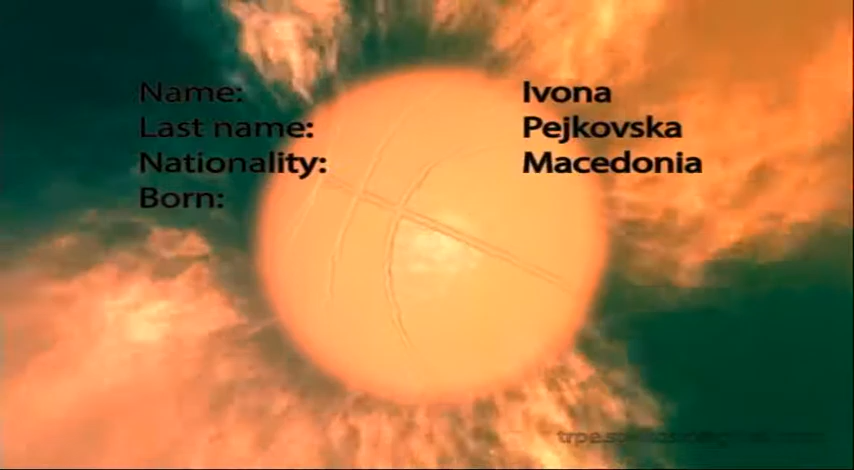 Name: Ivona
Last name: Pejkovska
Nationality: Macedonia
Born: